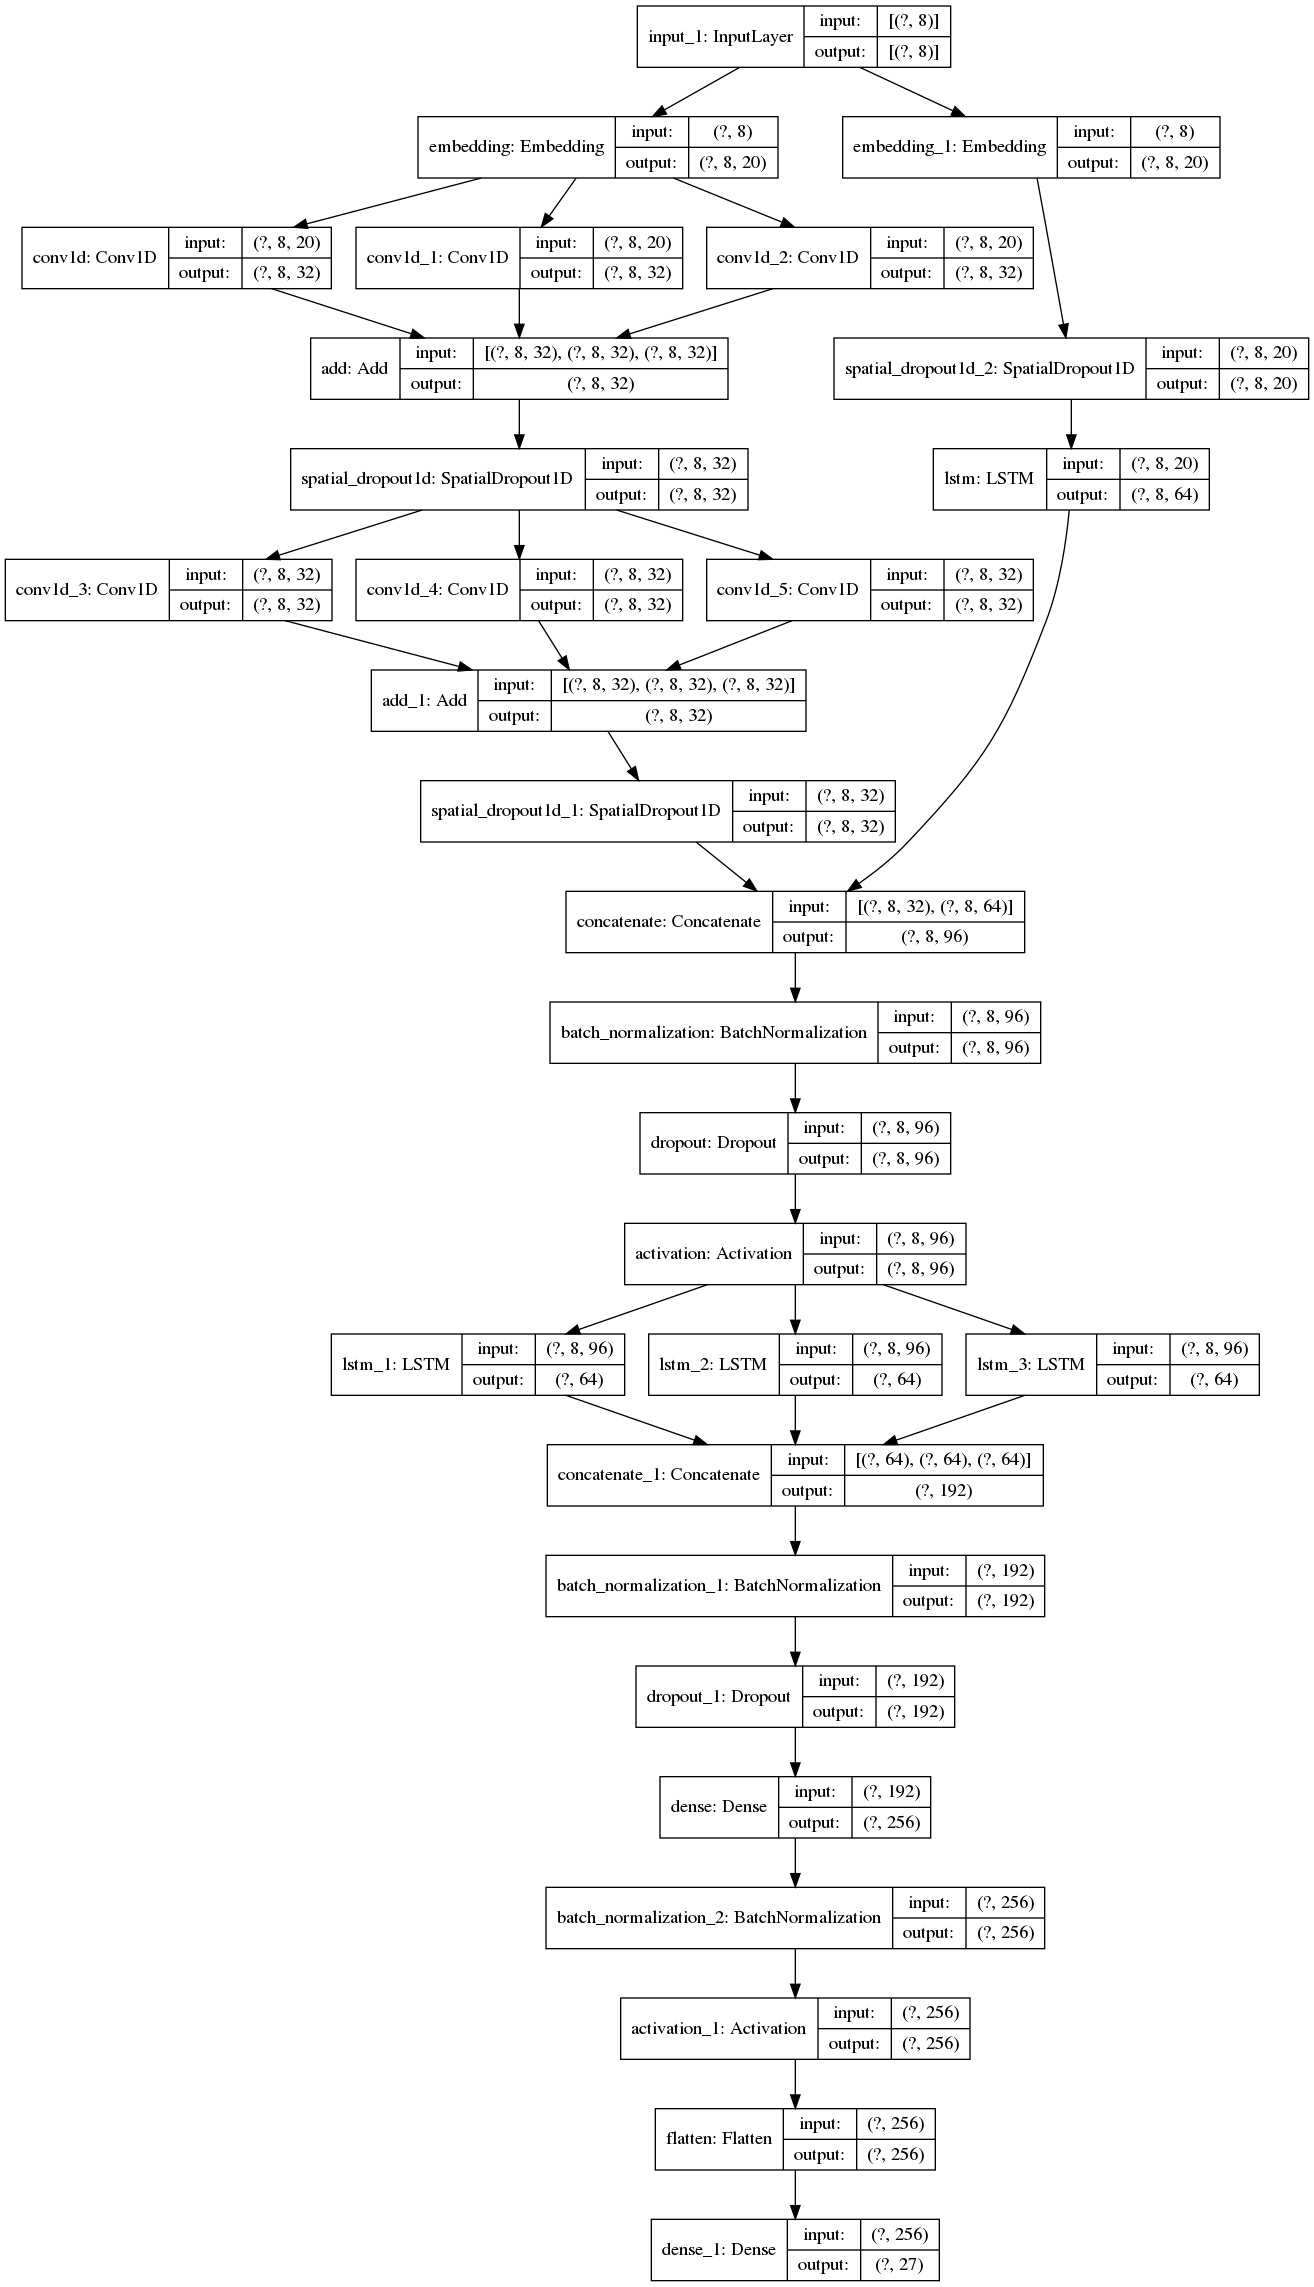 input_1: InputLayer
input: [(?, 8)]
output: [(?, 8)]
embedding: Embedding
input: (?, 8)
output: (?, 8, 20)
embedding_1: Embedding
input: (?, 8)
output: (?, 8, 20)
conv1d: Conv1D
input: (?, 8, 20)
output: (?, 8, 32)
conv1d_1: Conv1D
input: (?, 8, 20)
output: (?, 8, 32)
conv1d_2: Conv1D
input: (?, 8, 20)
output: (?, 8, 32)
add: Add
input: [(?, 8, 32), (?, 8, 32), (?, 8, 32)]
output: (?, 8, 32)
spatial_dropout1d_2: SpatialDropout1D
input: (?, 8, 20)
output: (?, 8, 20)
spatial_dropout1d: SpatialDropout1D
input: (?, 8, 32)
output: (?, 8, 32)
lstm: LSTM
input: (?, 8, 20)
output: (?, 8, 64)
conv1d_3: Conv1D
input: (?, 8, 32)
output: (?, 8, 32)
conv1d_4: Conv1D
input: (?, 8, 32)
output: (?, 8, 32)
conv1d_5: Conv1D
input: (?, 8, 32)
output: (?, 8, 32)
add_1: Add
input: [(?, 8, 32), (?, 8, 32), (?, 8, 32)]
output: (?, 8, 32)
spatial_dropout1d_1: SpatialDropout1D
input: (?, 8, 32)
output: (?, 8, 32)
concatenate: Concatenate
input: [(?, 8, 32), (?, 8, 64)]
output: (?, 8, 96)
batch_normalization: BatchNormalization
input: (?, 8, 96)
output: (?, 8, 96)
dropout: Dropout
input: (?, 8, 96)
output: (?, 8, 96)
activation: Activation
input: (?, 8, 96)
output: (?, 8, 96)
lstm_1: LSTM
input: (?, 8, 96)
output: (?, 64)
lstm_2: LSTM
input: (?, 8, 96)
output: (?, 64)
lstm_3: LSTM
input: (?, 8, 96)
output: (?, 64)
concatenate_1: Concatenate
input: [(?, 64), (?, 64), (?, 64)]
output: (?, 192)
batch_normalization_1: BatchNormalization
input: (?, 192)
output: (?, 192)
dropout_1: Dropout
input: (?, 192)
output: (?, 192)
dense: Dense
input: (?, 192)
output: (?, 256)
batch_normalization_2: BatchNormalization
input: (?, 256)
output: (?, 256)
activation_1: Activation
input: (?, 256)
output: (?, 256)
flatten: Flatten
input: (?, 256)
output: (?, 256)
dense_1: Dense
input: (?, 256)
output: (?, 27)